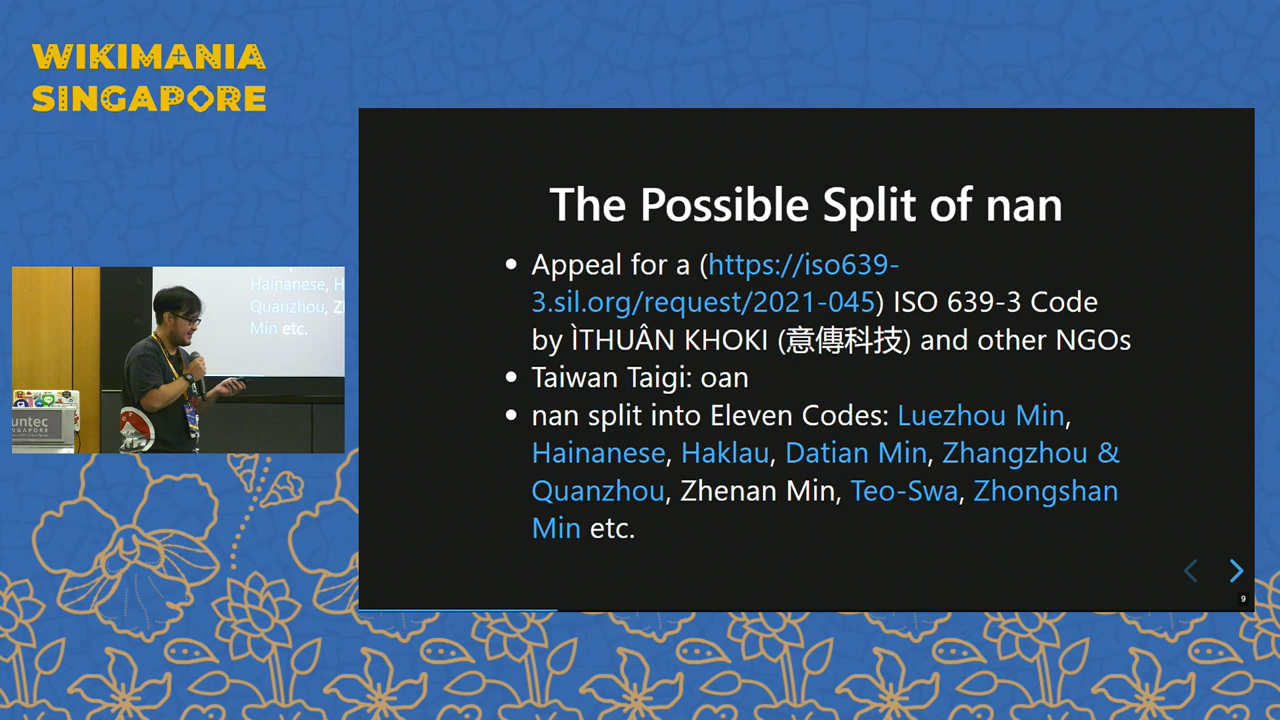 WIKIMANIA
SINGAPORE
The Possible Split of nan
Appeal for a (https://iso639-
3.sil.org/request/2021-045) ISO 639-3 Code
by ÌTHUÂN KHOKI (意傳科技) and other NGOs
Taiwan Taigi: oan
nan split into Eleven Codes: Luezhou Min,
Hainanese, Haklau, Datian Min, Zhangzhou &
Quanzhou, Zhenan Min, Teo-Swa, Zhongshan
Min etc.
9
Hainanese, H
Quanzhou, Z
Min etc.
untec
SINGAPORE